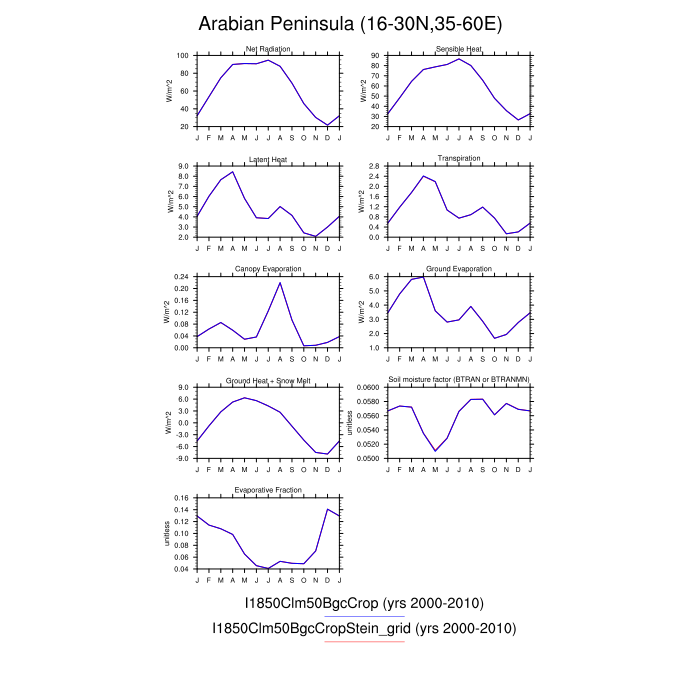 Arabian Peninsula (16-30N,35-60E)
Net Radiation
Sensible Heat
W/m^2
100
80
60
40
20
J F M A M J J A S O N D J
W/m^2
90
80
70
60
50
40
30
20
J F M A M J J A S O N D J
Latent Heat
Transpiration
W/m^2
9.0
8.0
7.0
6.0
5.0
4.0
3.0
2.0
J F M A M J J A S O N D J
W/m^2
2.8
2.4
2.0
1.6
1.2
0.8
0.4
0.0
J F M A M J J A S O N D J
Canopy Evaporation
Ground Evaporation
W/m^2
0.24
0.20
0.16
0.12
0.08
0.04
0.00
J F M A M J J A S O N D J
W/m^2
6.0
5.0
4.0
3.0
2.0
1.0
J F M A M J J A S O N D J
Ground Heat + Snow Melt
Soil moisture factor (BTRAN or BTRANMN)
W/m^2
9.0
6.0
3.0
0.0
-3.0
-6.0
-9.0
J F M A M J J A S O N D J
unitless
0.0600
0.0580
0.0560
0.0540
0.0520
0.0500
J F M A M J J A S O N D J
Evaporative Fraction
unitless
0.16
0.14
0.12
0.10
0.08
0.06
0.04
J F M A M J J A S O N D J
I1850Clm50BgcCrop (yrs 2000-2010)
I1850Clm50BgcCropStein_grid (yrs 2000-2010)